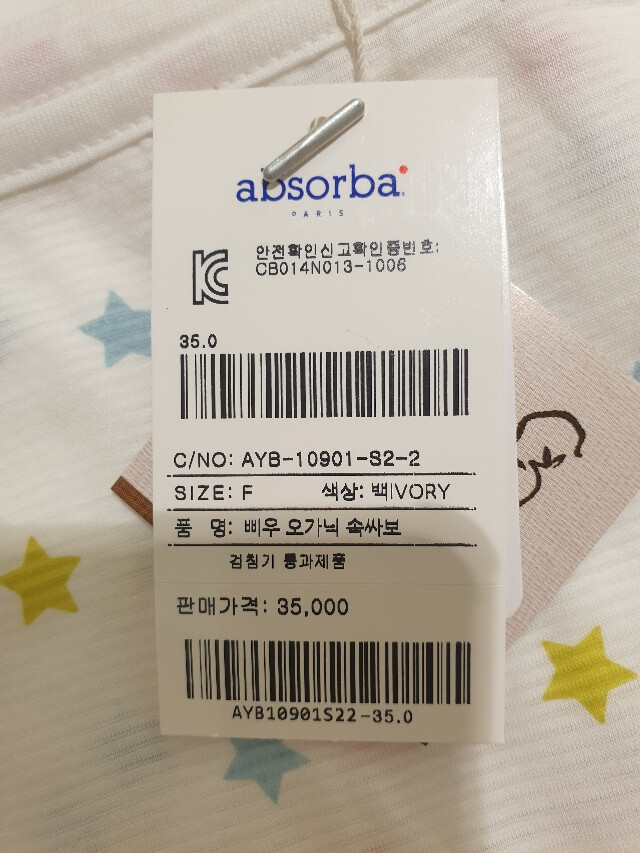 absorba
PARIS
안전확인신고확인증번호:
CB014N013-1006
35.0
C/NO: AYB-10901-S2-2
SIZE: F 색상: 백IVORY
품 명: 삐우 오가닉 속싸보
검침기 통과제품
판매가격: 35,000
AYB10901S22-35.0